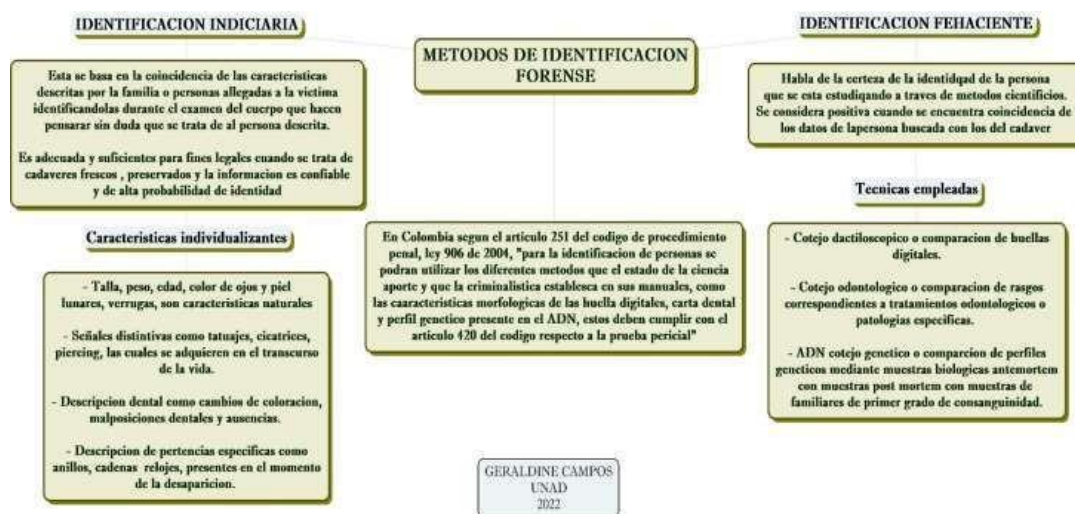 IDENTIFICACION INDICIARIA
Esta se basa en la coincidencia de las caracteristicas
descritas por la familia o personas allegadas a la victima
identificandolas durante el examen del cuerpo que hacen
pensarar sin duda que se trata de al persona descrita.
Es adecuada y suficientes para fines legales cuando se trata de
cadaveres frescos , preservados y la informacion es confiable
y de alta probabilidad de identidad
Caracteristicas individualizantes
- Talla, peso, edad, color de ojos y piel
lunares, verrugas, son caracteristicas naturales
- Señales distintivas como tatuajes, cicatrices,
piercing, las cuales se adquieren en el transcurso
de la vida.
- Descripcion dental como cambios de coloracion,
malposiciones dentales y ausencias.
- Descripcion de pertencias especificas como
anillos, cadenas relojes, presentes en el momento
de la desaparicion.
METODOS DE IDENTIFICACION
FORENSE
En Colombia segun el articulo 251 del codigo de procedimiento
penal, ley 906 de 2004, "para la identificacion de personas se
podran utilizar los diferentes metodos que el estado de la ciencia
aporte y que la criminalistica establesca en sus manuales, como
las caaracteristicas morfologicas de las huella digitales, carta dental
y perfil genetico presente en el ADN, estos deben cumplir con el
articulo 420 del codigo respecto a la prueba pericial"
IDENTIFICACION FEHACIENTE
Habla de la certeza de la identidqad de la persona
que se esta estudiqando a traves de metodos cientificios.
Se considera positiva cuando se encuentra coincidencia de
los datos de lapersona buscada con los del cadaver
Tecnicas empleadas
- Cotejo dactiloscopico o comparacion de huellas
digitales.
- Cotejo odontologico o comparacion de rasgos
correspondientes a tratamientos odontologicos o
patologias especificas.
- ADN cotejo genetico o comparcion de perfiles
geneticos mediante muestras biologicas antemortem
con muestras post mortem con muestras de
familiares de primer grado de consanguinidad.
GERALDINE CAMPOS
UNAD
2022